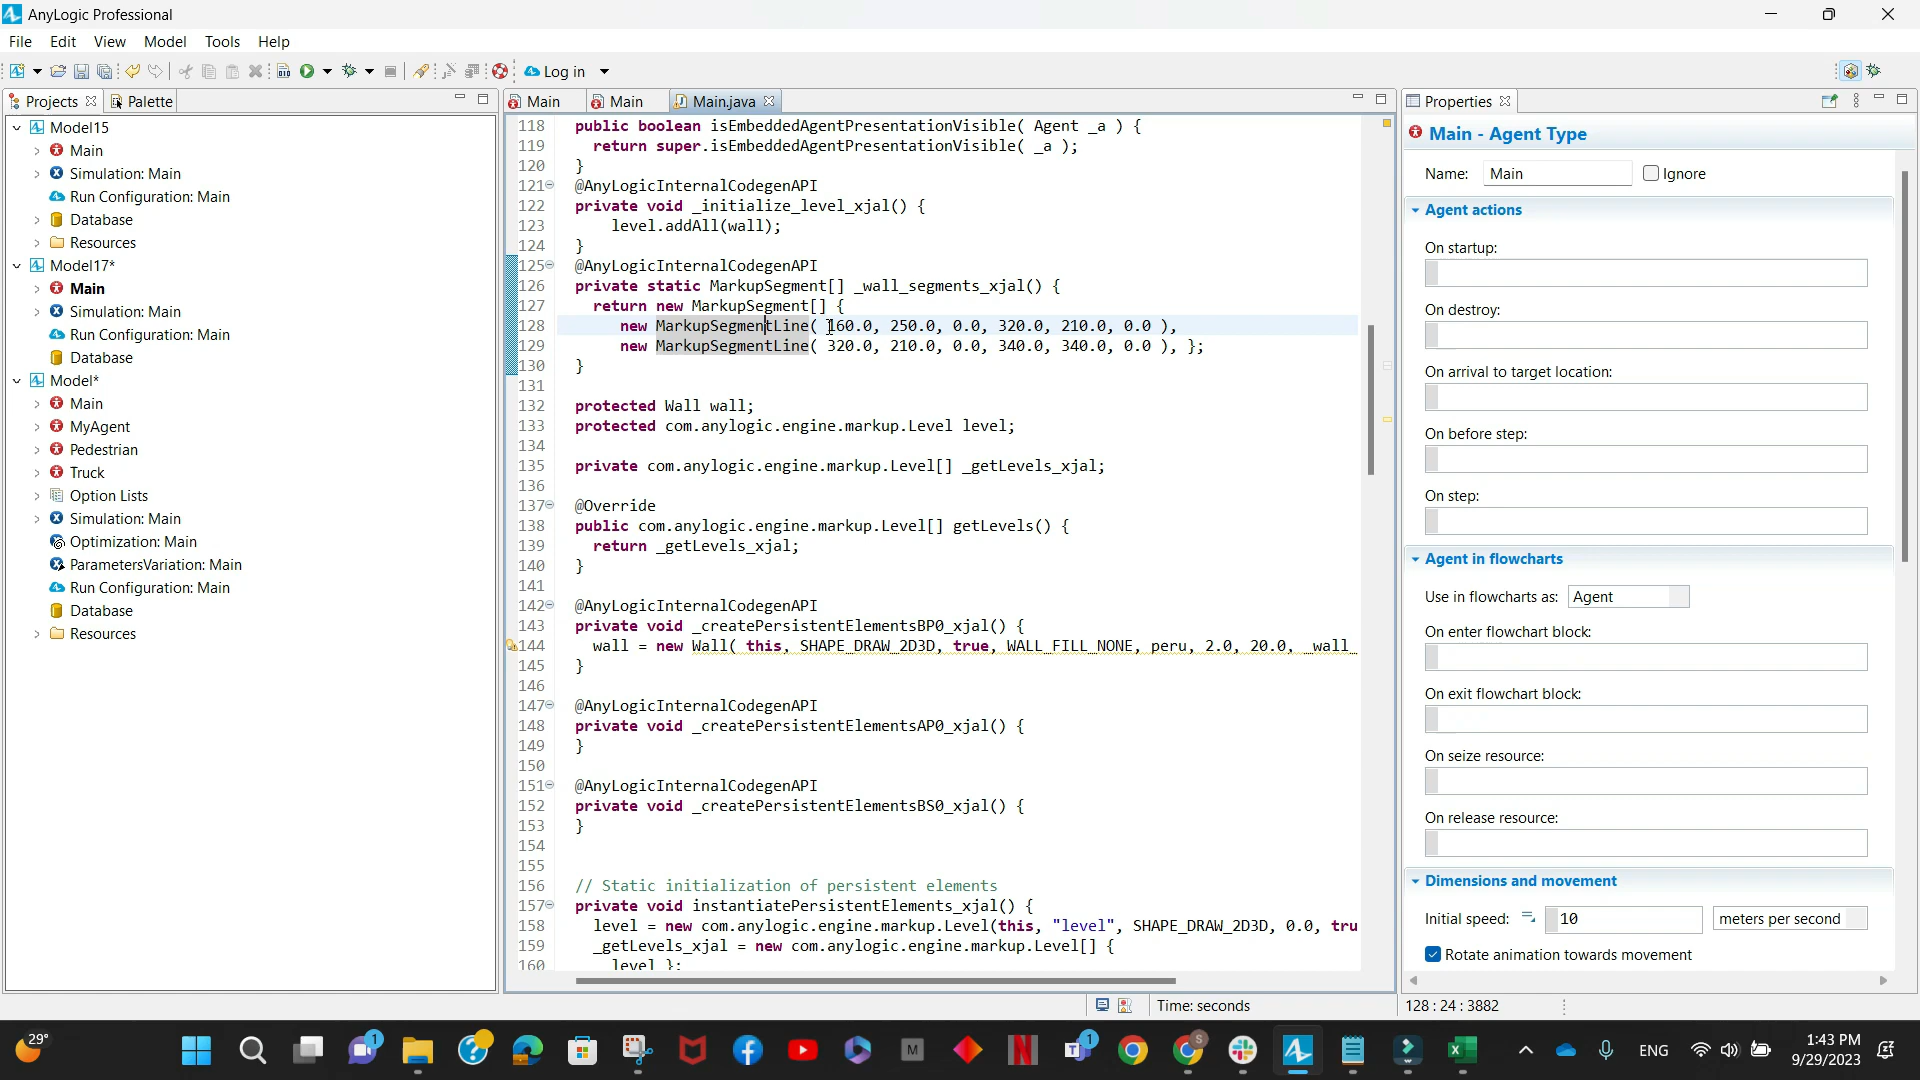 AnyLogic Professional
File Edit View Model Tools Help
Log in
Projects Palette
Model15
Main
Simulation: Main
Run Configuration: Main
Database
Resources
Model17*
Main
Simulation: Main
Run Configuration: Main
Database
Model*
Main
MyAgent
Pedestrian
Truck
Option Lists
Simulation: Main
Optimization: Main
ParametersVariation: Main
Run Configuration: Main
Database
Resources
Main Main Main.java
118 public boolean isEmbeddedAgentPresentationVisible( Agent _a ) {
119 return super.isEmbeddedAgentPresentationVisible( _a );
120 }
121 @AnyLogicInternalCodegenAPI
122 private void _initialize_level_xjal() {
123 level.addAll(wall);
124 }
125 @AnyLogicInternalCodegenAPI
126 private static MarkupSegment[] _wall_segments_xjal() {
127 return new MarkupSegment[] {
128 new MarkupSegmentLine( 160.0, 250.0, 0.0, 320.0, 210.0, 0.0 ),
129 new MarkupSegmentLine( 320.0, 210.0, 0.0, 340.0, 340.0, 0.0 ), };
130 }
131
132 protected Wall wall;
133 protected com.anylogic.engine.markup.Level level;
134
135 private com.anylogic.engine.markup.Level[] _getLevels_xjal;
136
137 @Override
138 public com.anylogic.engine.markup.Level[] getLevels() {
139 return _getLevels_xjal;
140 }
141
142 @AnyLogicInternalCodegenAPI
143 private void _createPersistentElementsBP0_xjal() {
144 wall = new Wall( this, SHAPE_DRAW_2D3D, true, WALL_FILL_NONE, peru, 2.0, 20.0, _wall_
145 }
146
147 @AnyLogicInternalCodegenAPI
148 private void _createPersistentElementsAP0_xjal() {
149 }
150
151 @AnyLogicInternalCodegenAPI
152 private void _createPersistentElementsBS0_xjal() {
153 }
154
155
156 // Static initialization of persistent elements
157 private void instantiatePersistentElements_xjal() {
158 level = new com.anylogic.engine.markup.Level(this, "level", SHAPE_DRAW_2D3D, 0.0, tru
159 _getLevels_xjal = new com.anylogic.engine.markup.Level[] {
160 level };
Properties
Main - Agent Type
Name: Main Ignore
Agent actions
On startup:
On destroy:
On arrival to target location:
On before step:
On step:
Agent in flowcharts
Use in flowcharts as: Agent
On enter flowchart block:
On exit flowchart block:
On seize resource:
On release resource:
Dimensions and movement
Initial speed: 10 meters per second
Rotate animation towards movement
Time: seconds 128 : 24 : 3882
29°
1
1
S
ENG
1:43 PM
9/29/2023